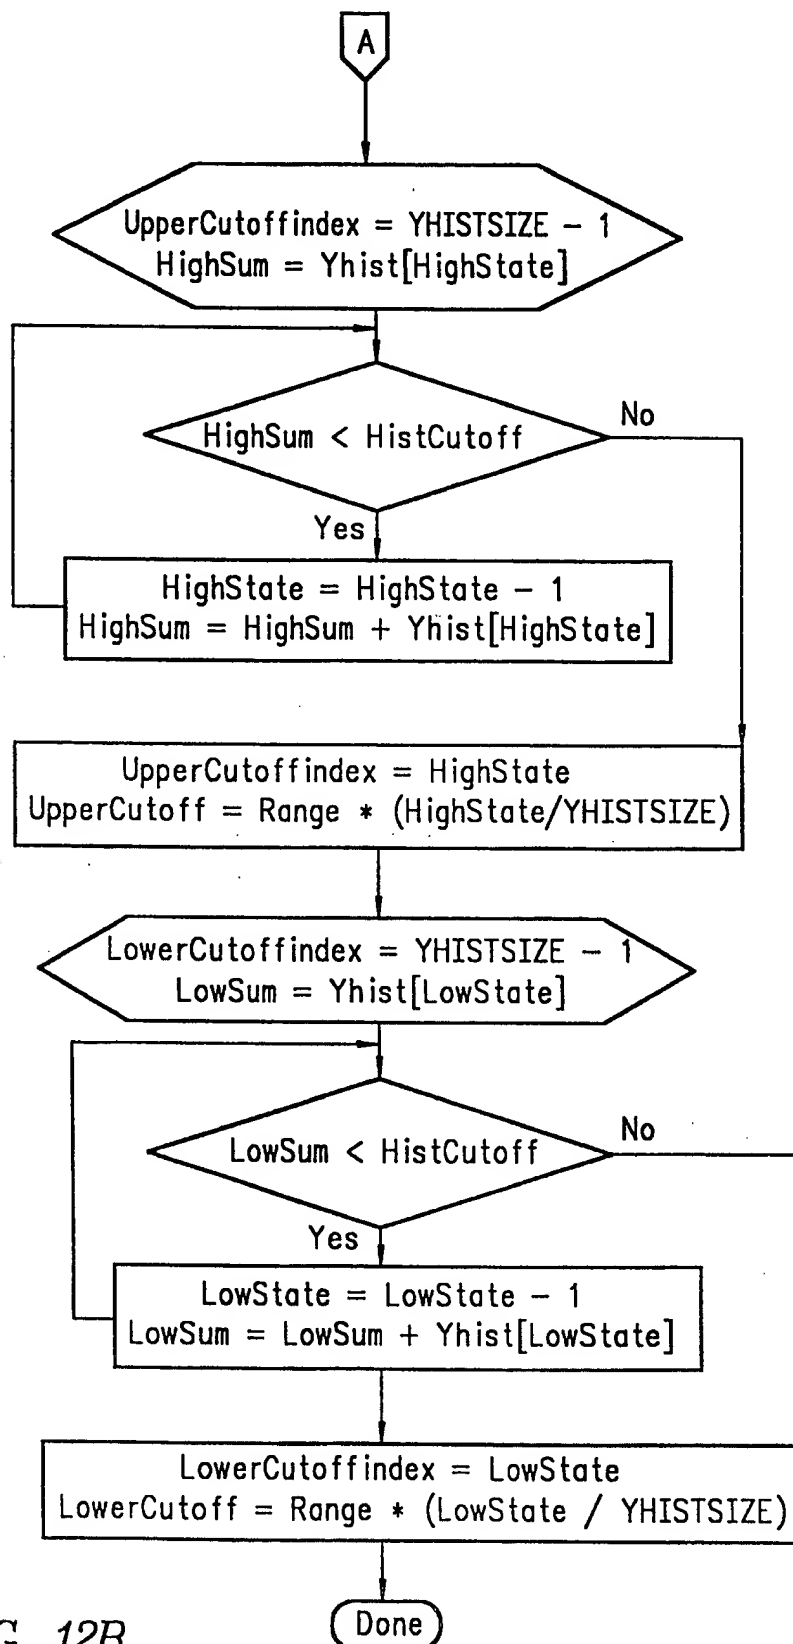 A
UpperCutoffindex = YHISTSIZE - 1
HighSum = Yhist[HighState]
HighSum < HistCutoff
No
Yes
HighState = HighState - 1
HighSum = HighSum + Yhist[HighState]
UpperCutoffindex = HighState
UpperCutoff = Range * (HighState/YHISTSIZE)
LowerCutoffindex = YHISTSIZE - 1
LowSum = Yhist[LowState]
LowSum < HistCutoff
No
Yes
LowState = LowState - 1
LowSum = LowSum + Yhist[LowState]
LowerCutoffindex = LowState
LowerCutoff = Range * (LowState / YHISTSIZE)
Done
G. 12B